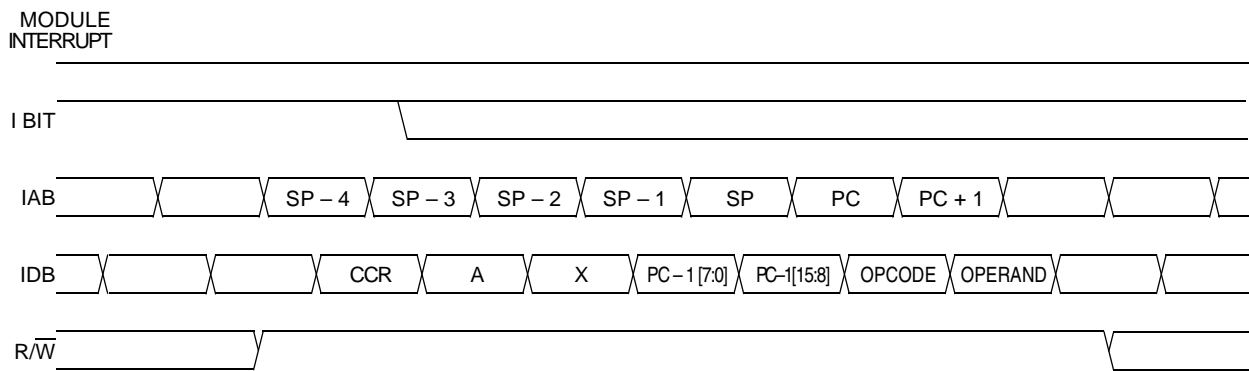 MODULE
INTERRUPT
I BIT
IAB SP – 4 SP – 3 SP – 2 SP – 1 SP PC PC + 1
IDB CCR A X PC – 1 [7:0] PC–1[15:8] OPCODE OPERAND
R/W̅